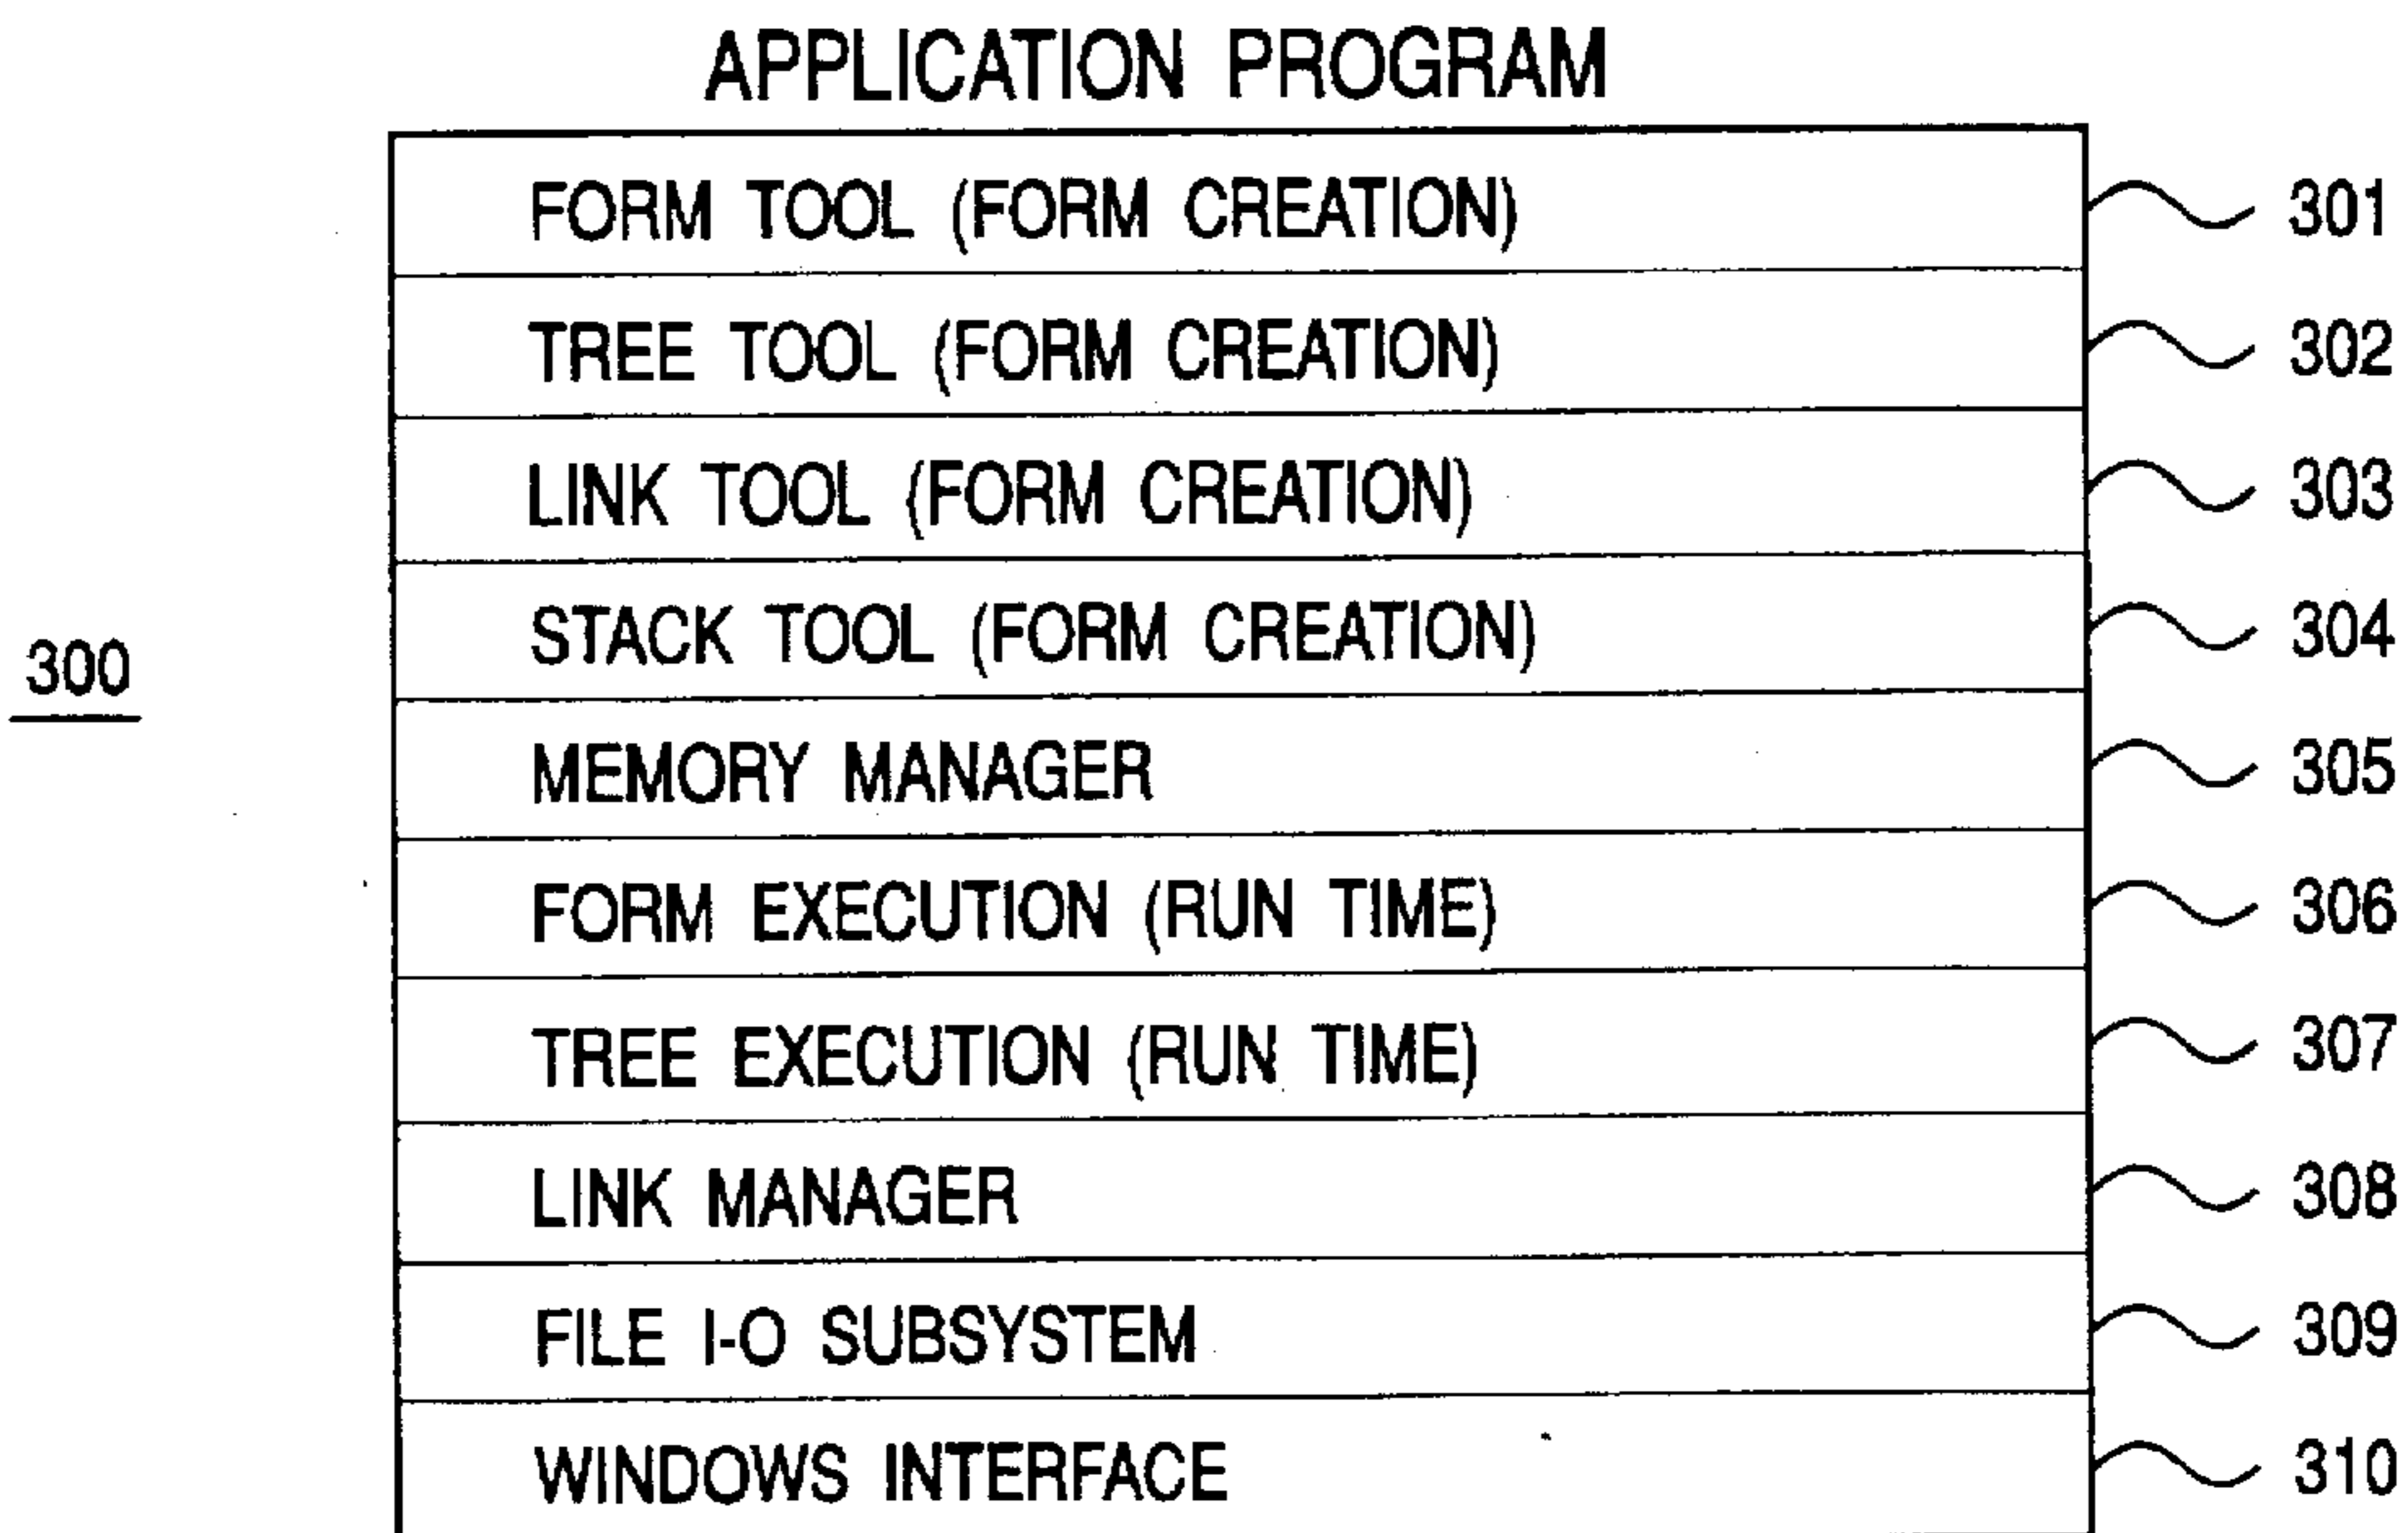 APPLICATION PROGRAM
FORM TOOL (FORM CREATION) 301
TREE TOOL (FORM CREATION) 302
LINK TOOL (FORM CREATION) 303
STACK TOOL (FORM CREATION) 304
300
MEMORY MANAGER 305
FORM EXECUTION (RUN TIME) 306
TREE EXECUTION (RUN TIME) 307
LINK MANAGER 308
FILE I-O SUBSYSTEM 309
WINDOWS INTERFACE 310